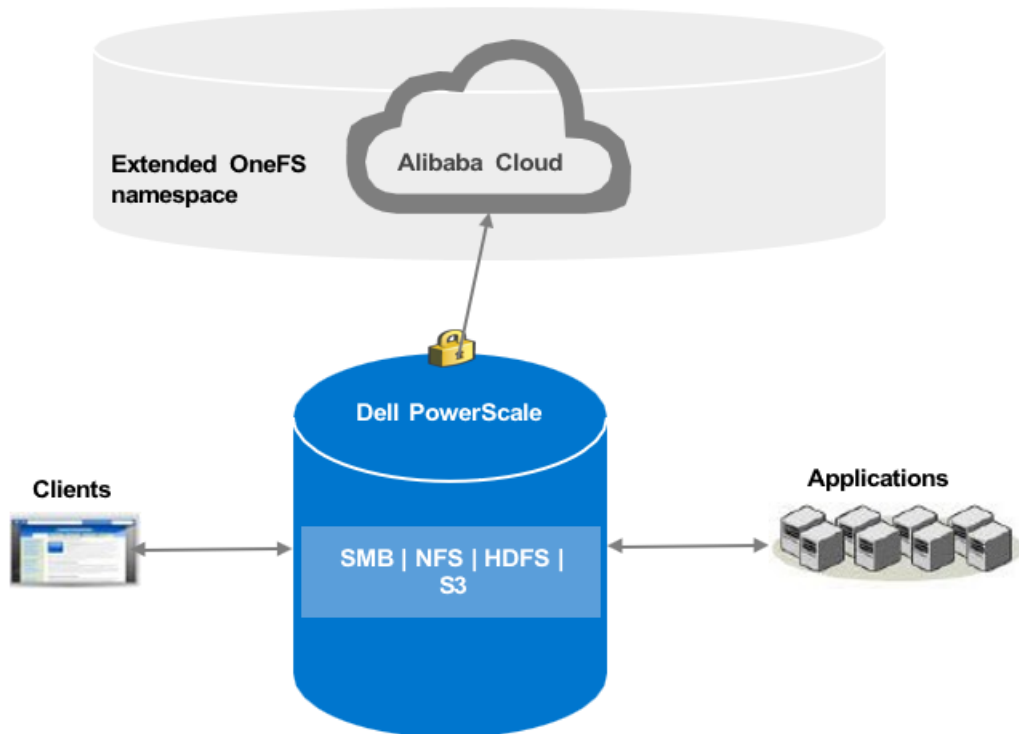 Alibaba Cloud
Extended OneFS
namespace
Dell PowerScale
Clients
Applications
SMB | NFS | HDFS |
S3